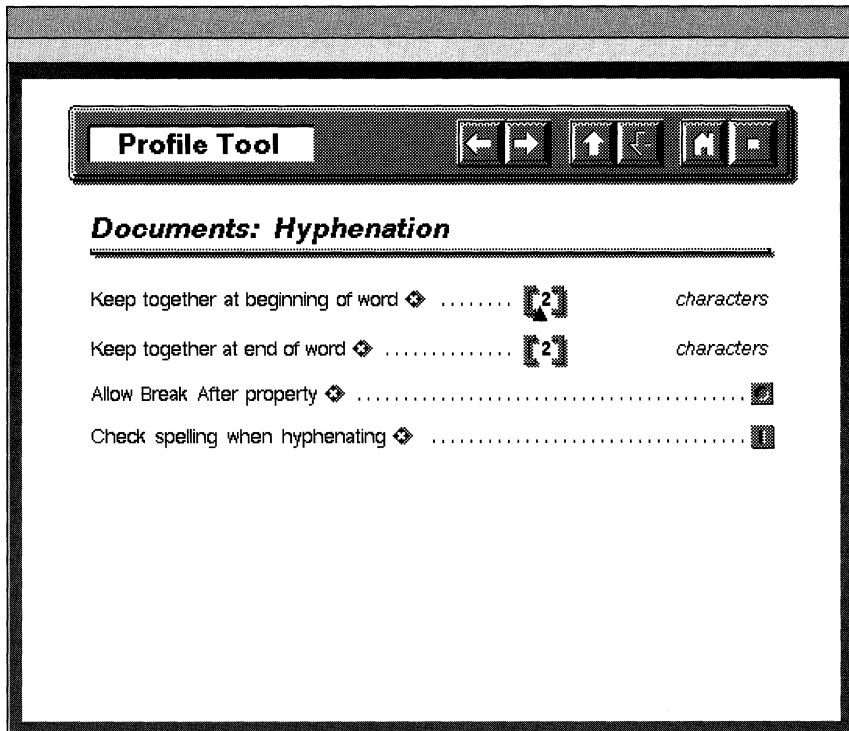 Profile Tool
Documents: Hyphenation
Keep together at beginning of word ........ [2] characters
Keep together at end of word .............. [2] characters
Allow Break After property ...........................................
Check spelling when hyphenating ...................................